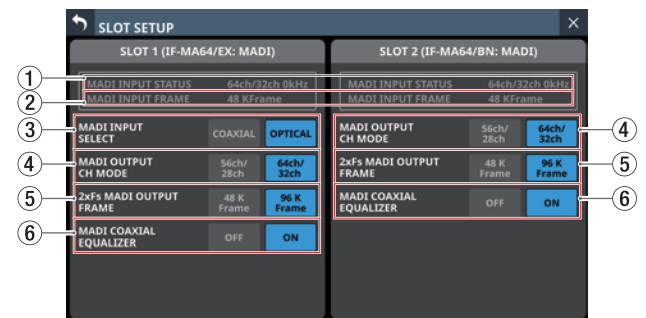 SLOT SETUP
SLOT 1 (IF-MA64/EX: MADI)
SLOT 2 (IF-MA64/BN: MADI)
1
MADI INPUT STATUS 64ch/32ch 0kHz
MADI INPUT STATUS 64ch/32ch 0kHz
2
MADI INPUT FRAME 48 KFrame
MADI INPUT FRAME 48 KFrame
3
MADI INPUT
SELECT
COAXIAL
OPTICAL
4
MADI OUTPUT
CH MODE
56ch/
28ch
64ch/
32ch
5
2xFs MADI OUTPUT
FRAME
48 K
Frame
96 K
Frame
6
MADI COAXIAL
EQUALIZER
OFF
ON
MADI OUTPUT
CH MODE
56ch/
28ch
64ch/
32ch
4
2xFs MADI OUTPUT
FRAME
48 K
Frame
96 K
Frame
5
MADI COAXIAL
EQUALIZER
OFF
ON
6